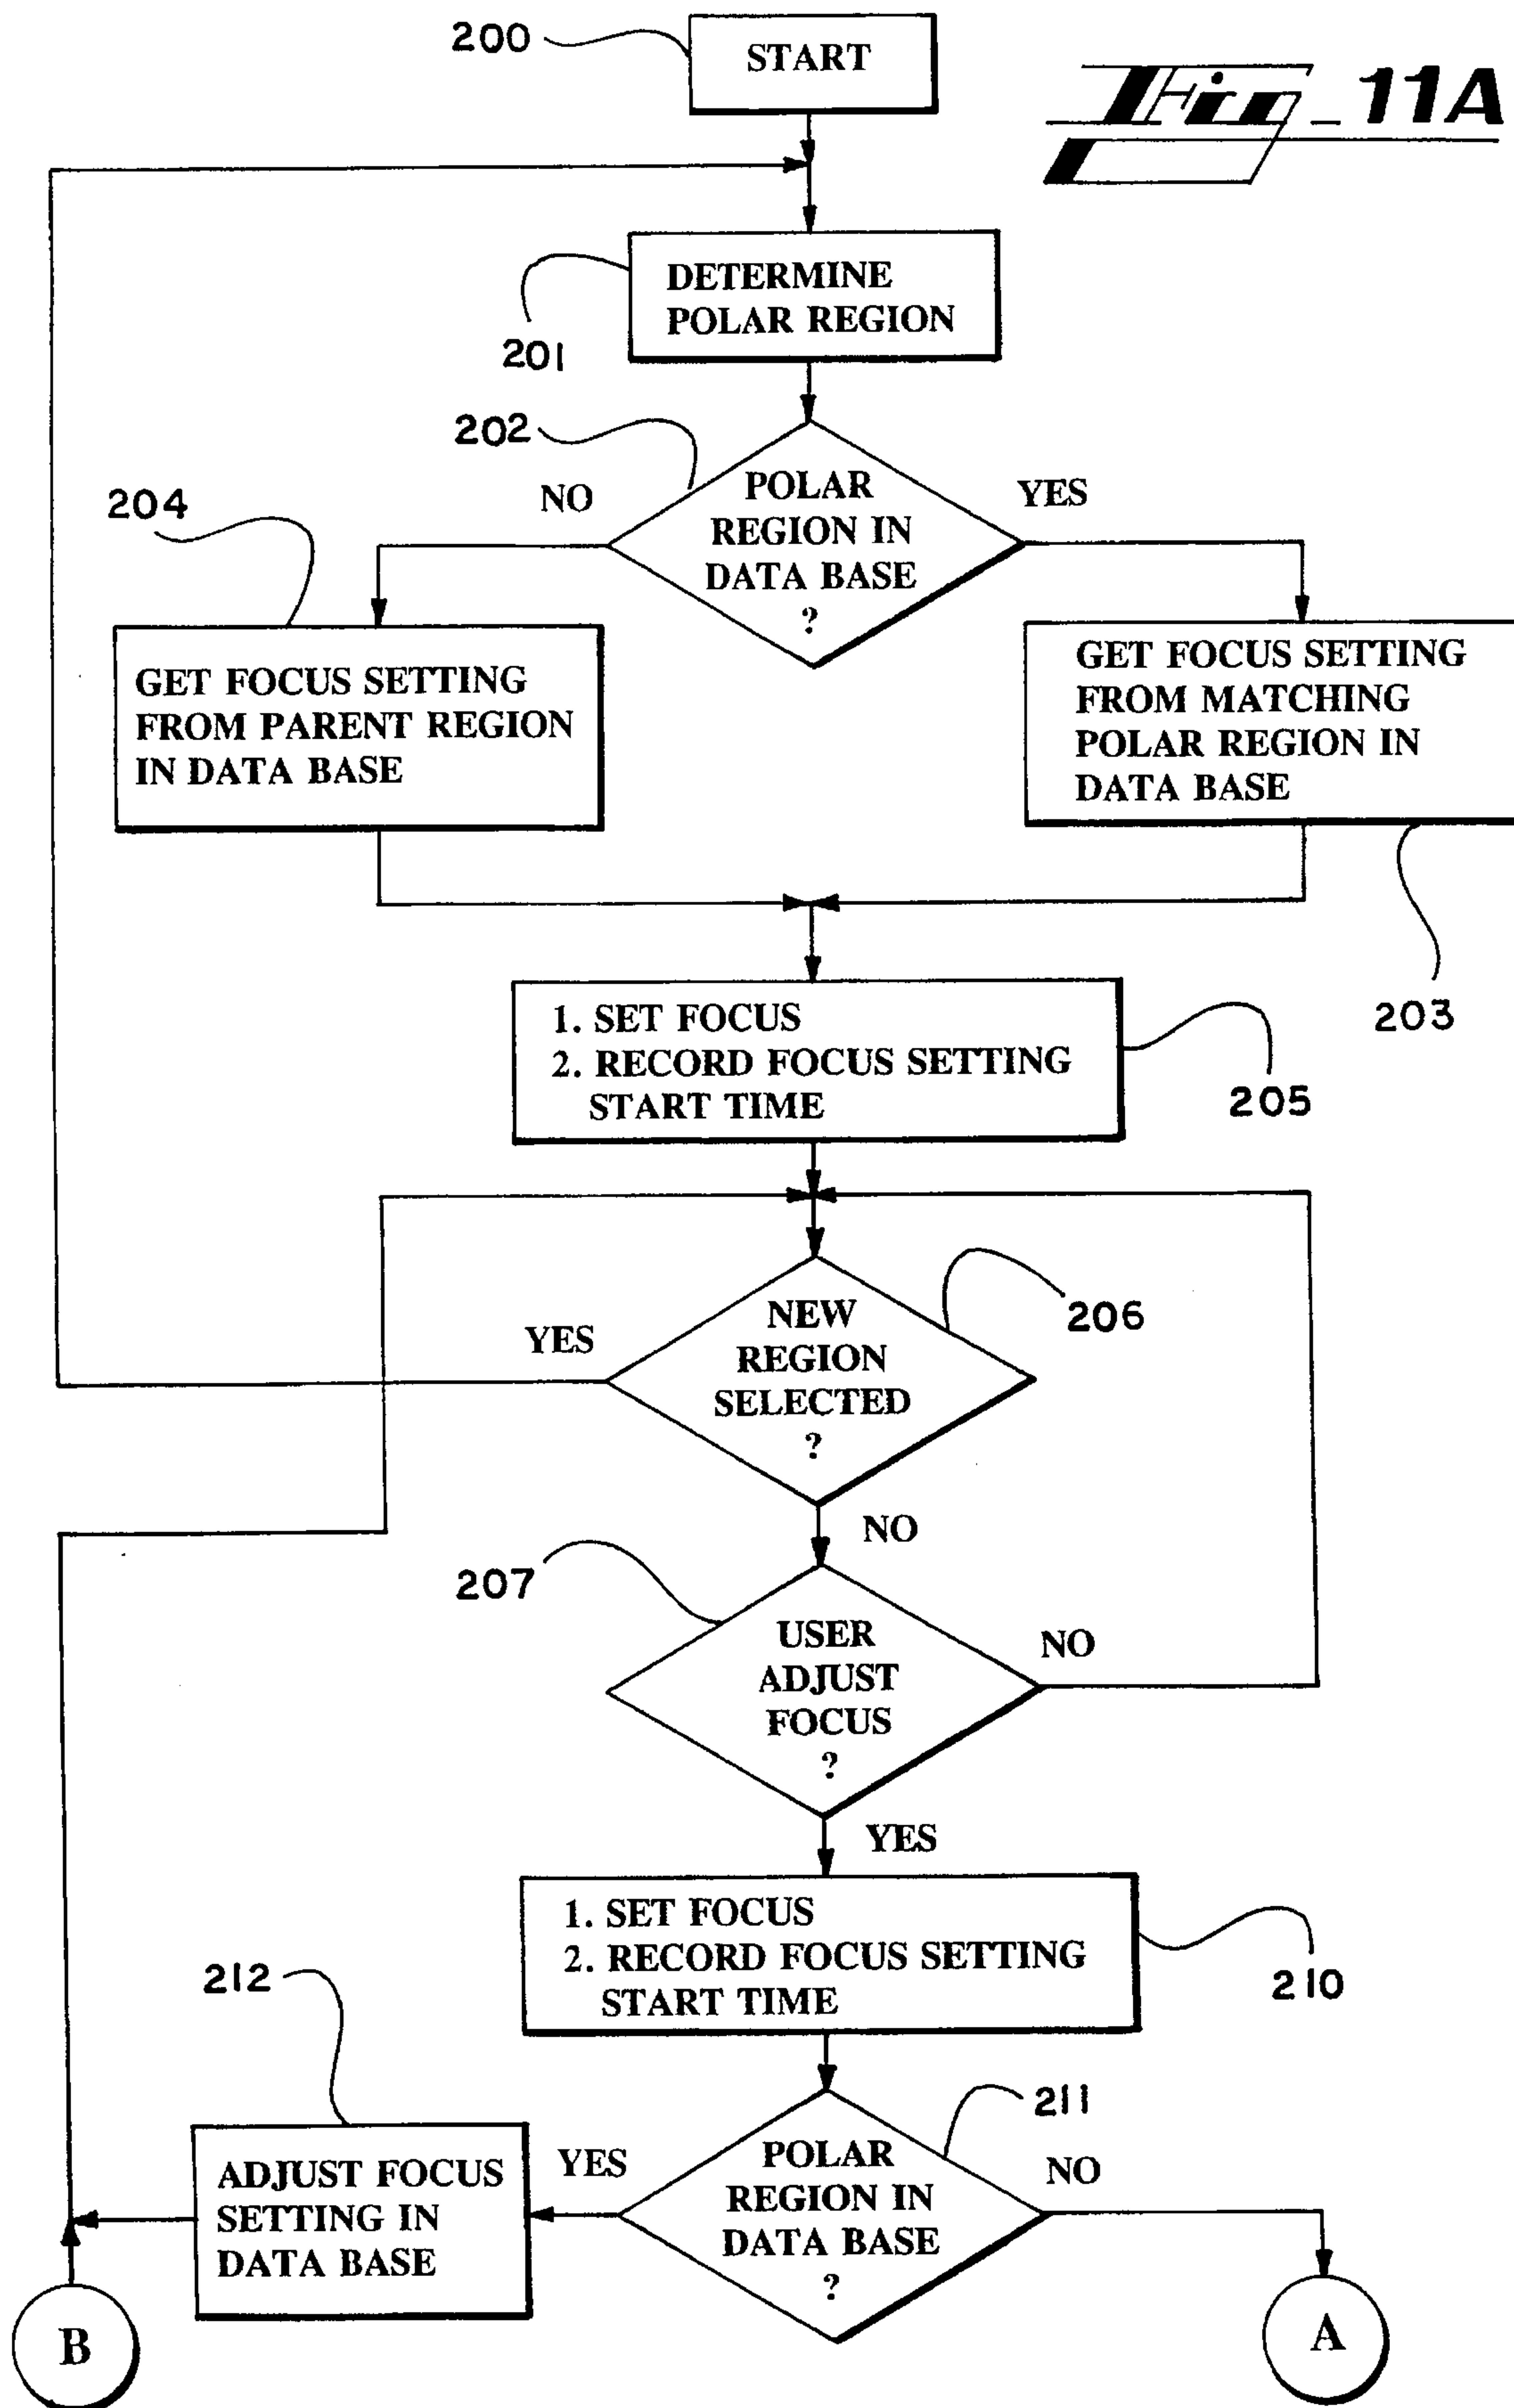 200
START
Fig_11A
DETERMINE
POLAR REGION
201
202
NO
POLAR
REGION IN
DATA BASE
?
YES
204
GET FOCUS SETTING
FROM PARENT REGION
IN DATA BASE
GET FOCUS SETTING
FROM MATCHING
POLAR REGION IN
DATA BASE
203
1. SET FOCUS
2. RECORD FOCUS SETTING
START TIME
205
YES
NEW
REGION
SELECTED
?
206
NO
207
USER
ADJUST
FOCUS
?
NO
YES
1. SET FOCUS
2. RECORD FOCUS SETTING
START TIME
210
212
ADJUST FOCUS
SETTING IN
DATA BASE
YES
POLAR
REGION IN
DATA BASE
?
211
NO
B
A